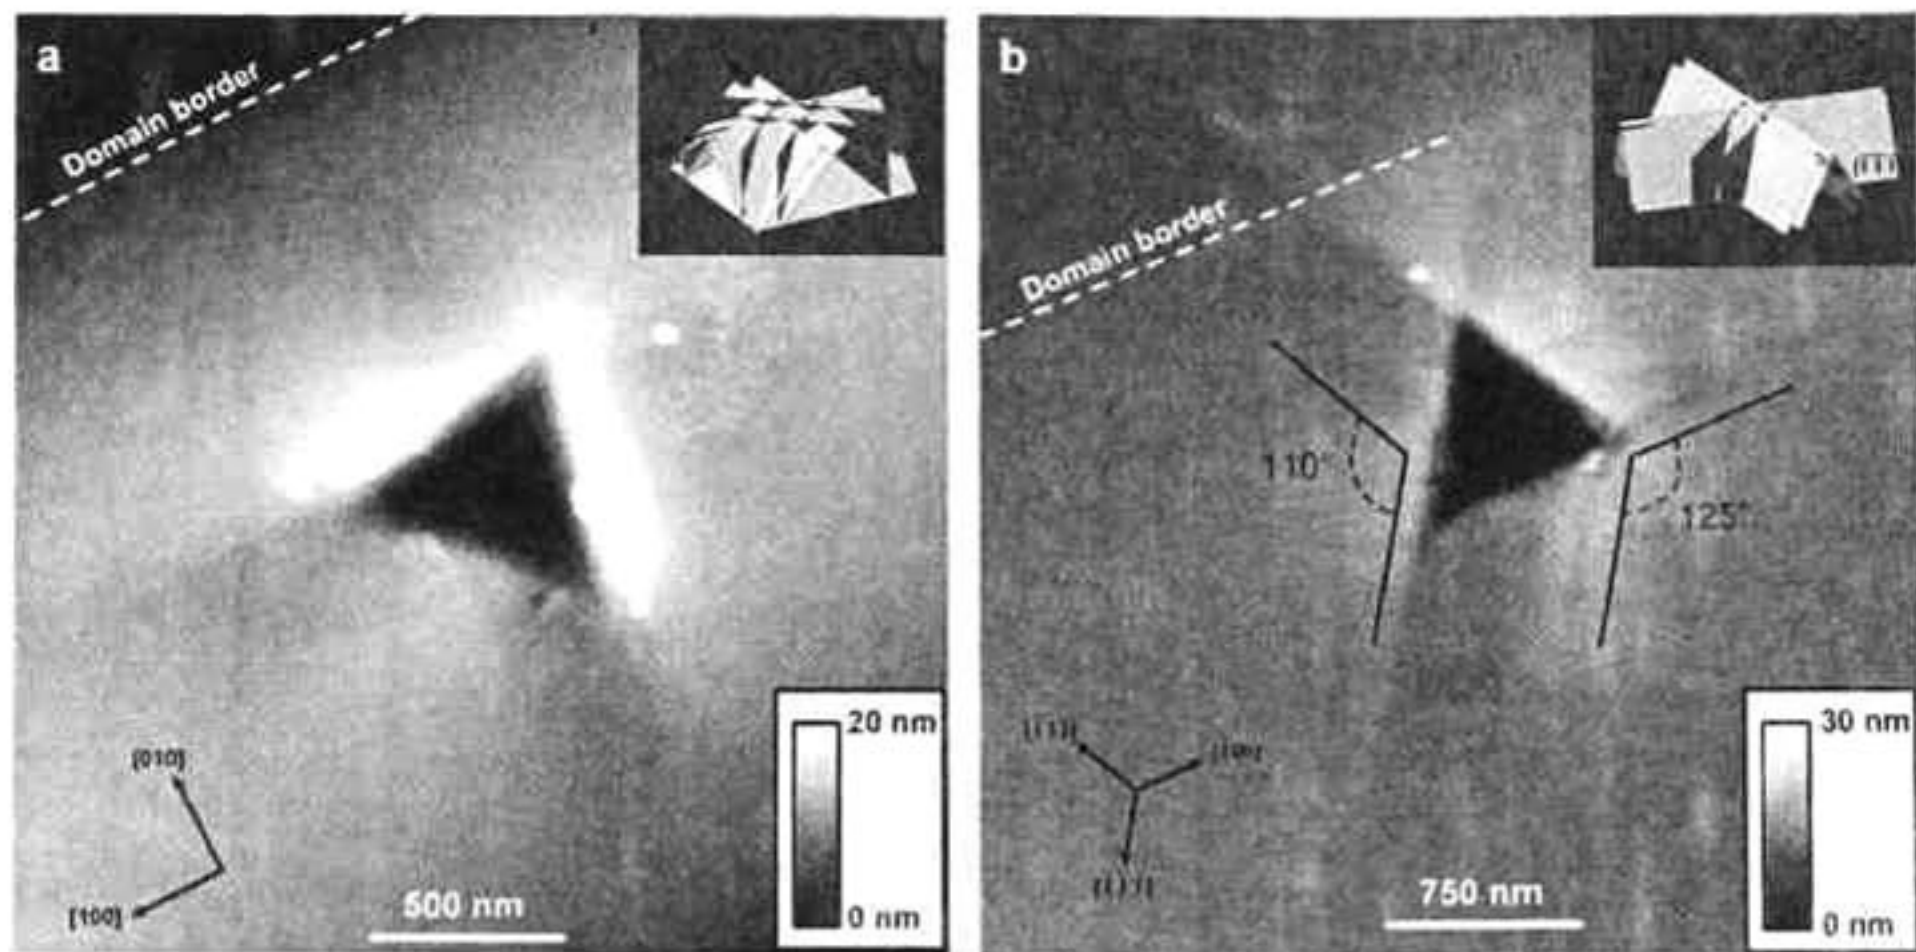 a
Domain border
[010]
[100]
500 nm
20 nm
0 nm
b
Domain border
110°
125°
750 nm
30 nm
0 nm